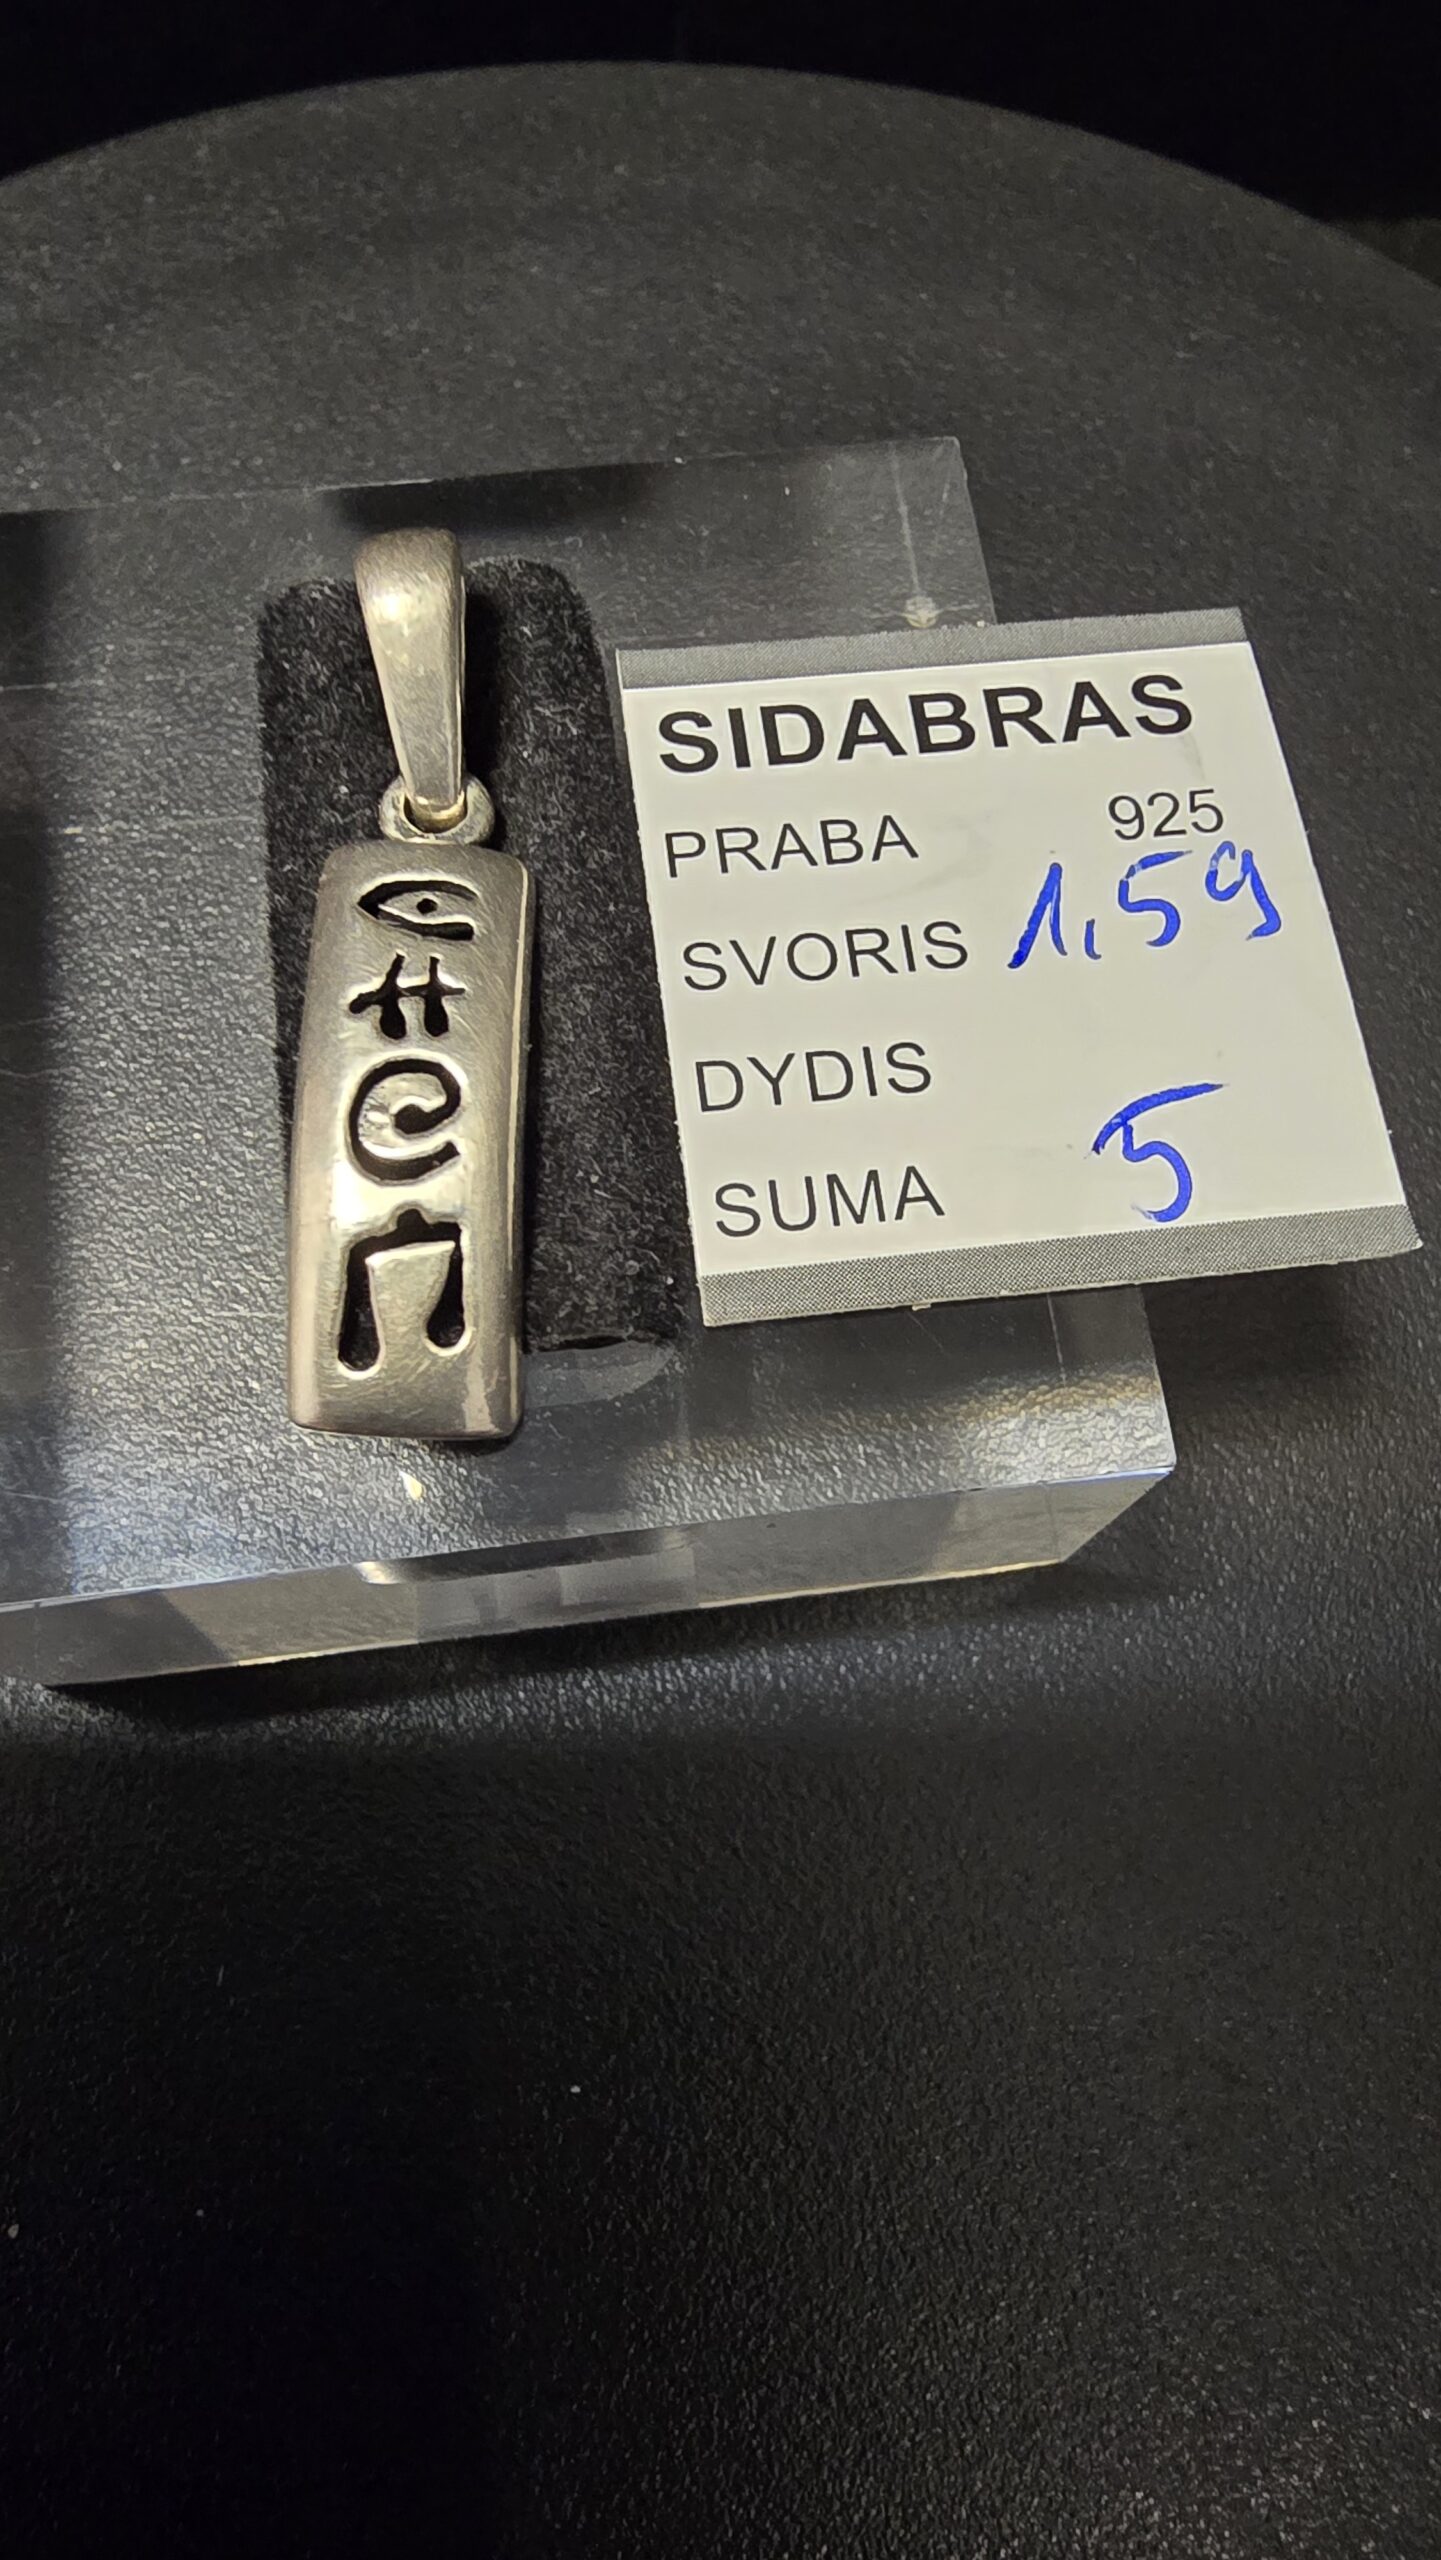 SIDABRAS
PRABA 925
SVORIS 1,59
DYDIS
SUMA 5